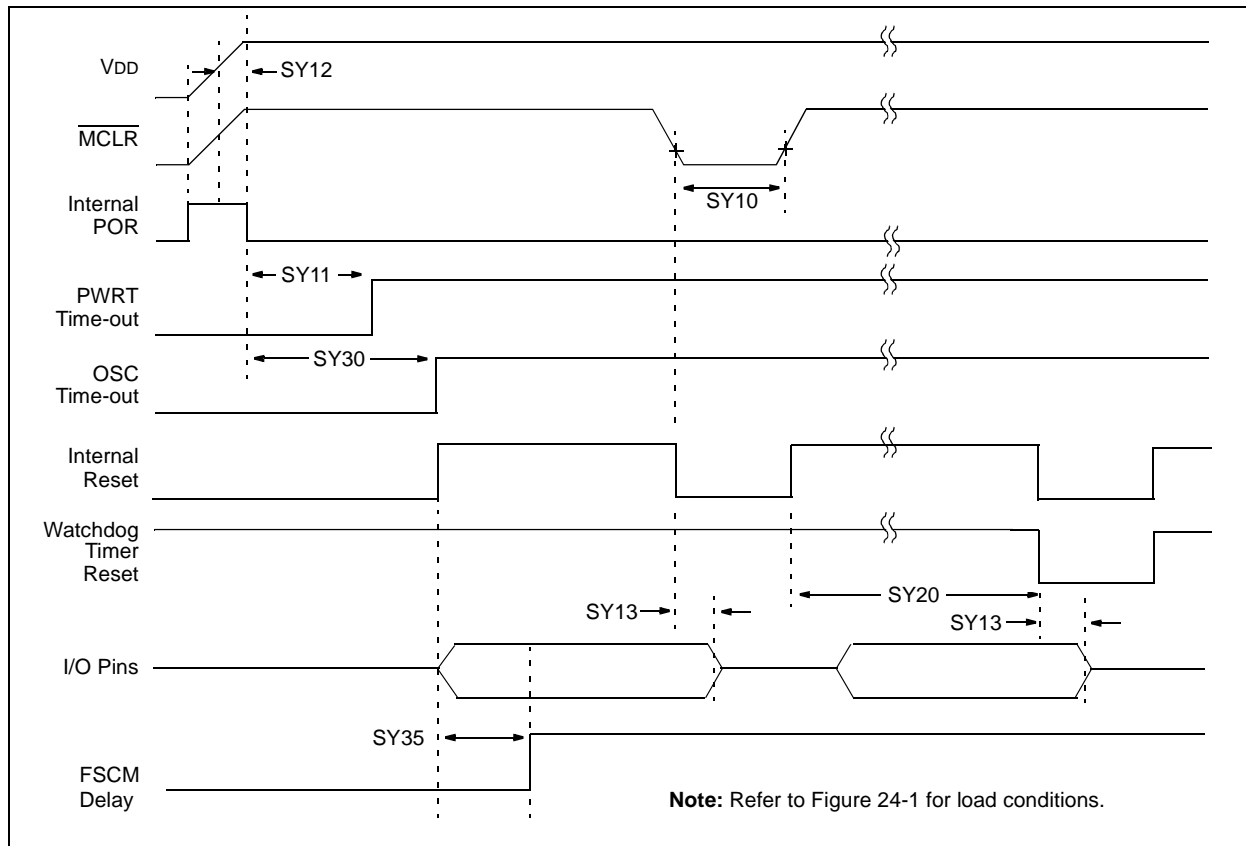 VDD
SY12
MCLR
SY10
Internal
POR
SY11
PWRT
Time-out
SY30
OSC
Time-out
Internal
Reset
Watchdog
Timer
Reset
SY20
SY13
SY13
I/O Pins
SY35
FSCM
Delay
Note: Refer to Figure 24-1 for load conditions.